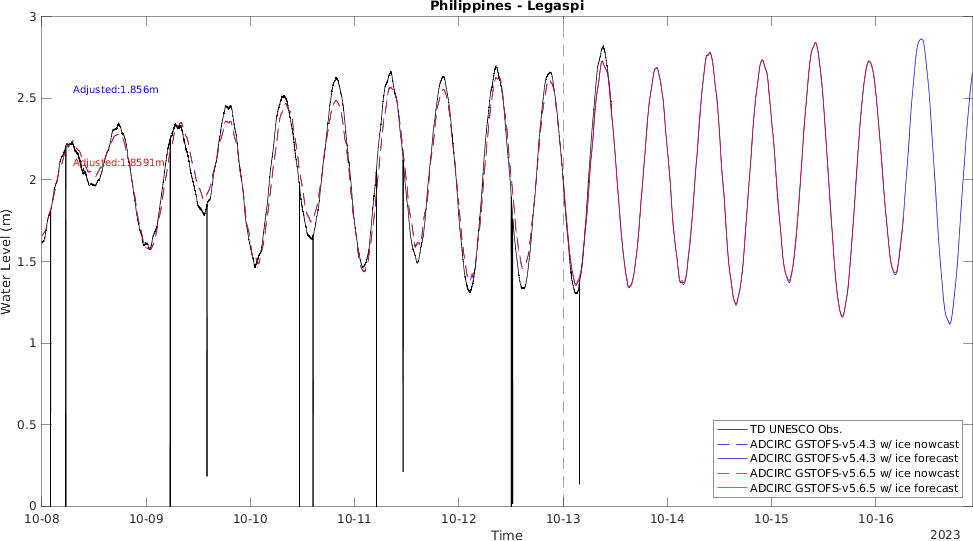 Philippines - Legaspi
3
2.5
2
1.5
1
0.5
0
Water Level (m)
Adjusted:1.856m
Adjusted:1.8591m
TD UNESCO Obs.
ADCIRC GSTOFS-v5.4.3 w/ ice nowcast
ADCIRC GSTOFS-v5.4.3 w/ ice forecast
ADCIRC GSTOFS-v5.6.5 w/ ice nowcast
ADCIRC GSTOFS-v5.6.5 w/ ice forecast
10-08 10-09 10-10 10-11 10-12 10-13 10-14 10-15 10-16
Time
2023